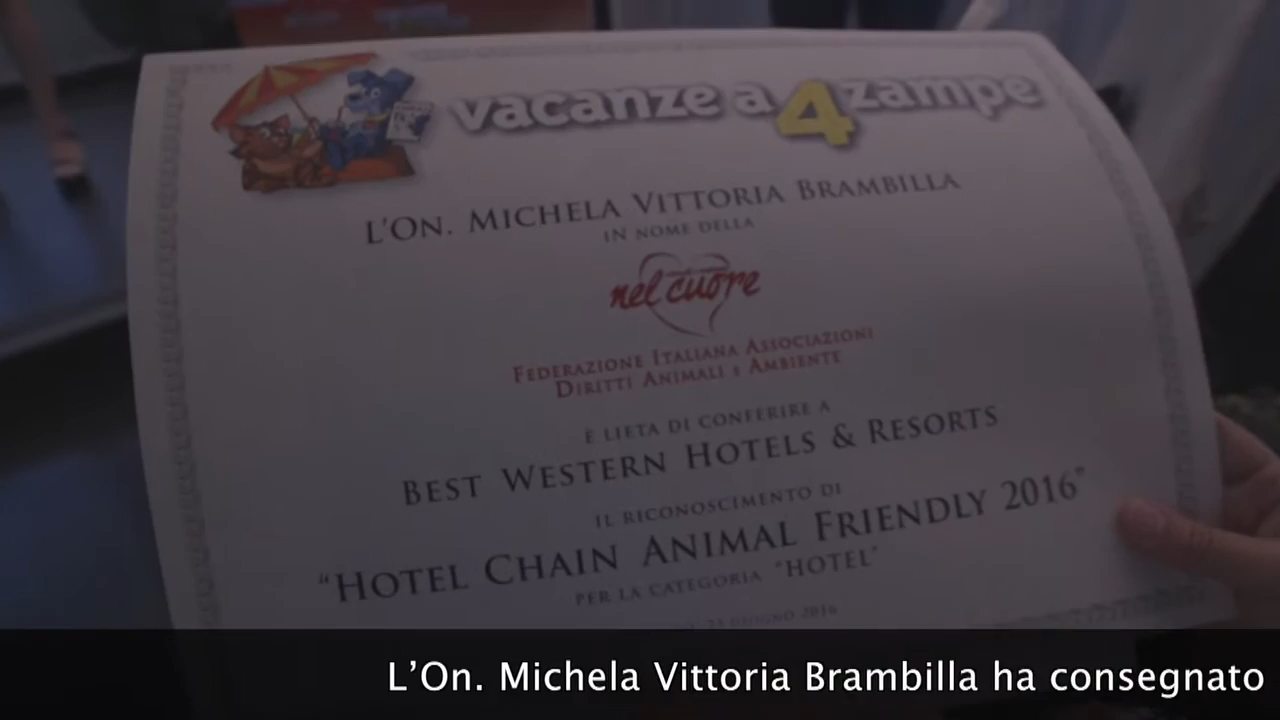 vacanze a 4 zampe
L'On. Michela Vittoria Brambilla
in nome della
nel cuore
Federazione Italiana Associazioni
Diritti Animali e Ambiente
è lieta di conferire a
Best Western Hotels & Resorts
il riconoscimento di
"Hotel Chain Animal Friendly 2016"
per la categoria "Hotel"
giugno 2016
L'On. Michela Vittoria Brambilla ha consegnato